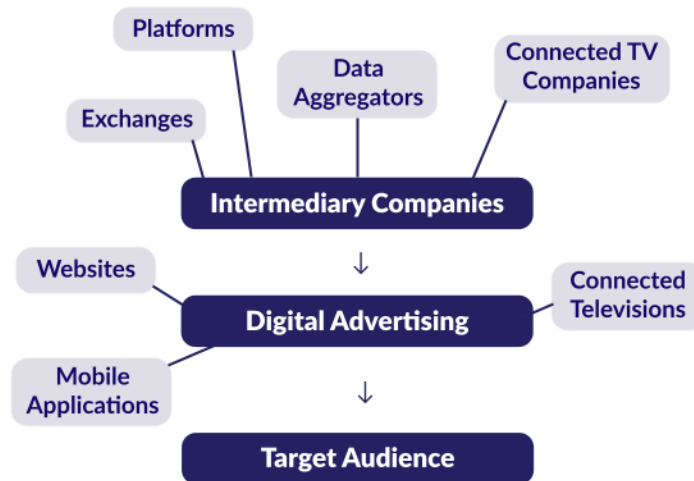 Platforms
Data
Aggregators
Connected TV
Companies
Exchanges
Intermediary Companies
↓
Websites
Connected
Televisions
Digital Advertising
Mobile
Applications
↓
Target Audience